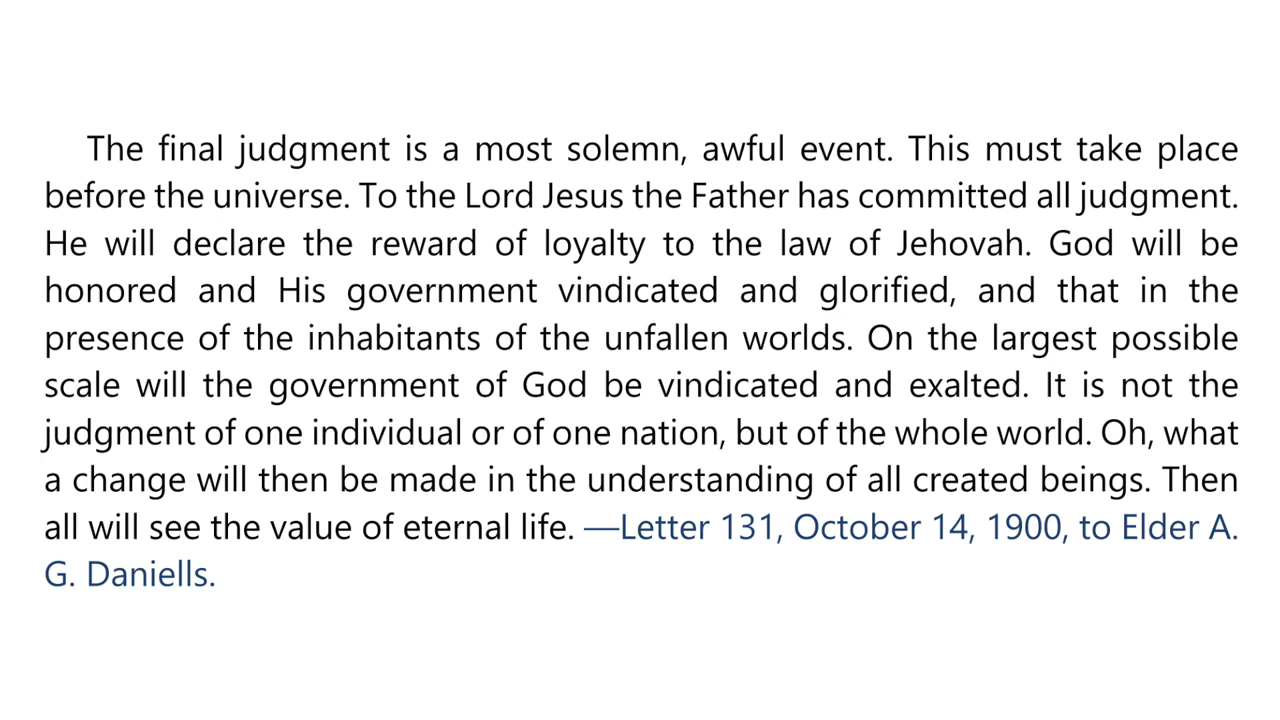 The final judgment is a most solemn, awful event. This must take place
before the universe. To the Lord Jesus the Father has committed all judgment.
He will declare the reward of loyalty to the law of Jehovah. God will be
honored and His government vindicated and glorified, and that in the
presence of the inhabitants of the unfallen worlds. On the largest possible
scale will the government of God be vindicated and exalted. It is not the
judgment of one individual or of one nation, but of the whole world. Oh, what
a change will then be made in the understanding of all created beings. Then
all will see the value of eternal life. —Letter 131, October 14, 1900, to Elder A.
G. Daniells.